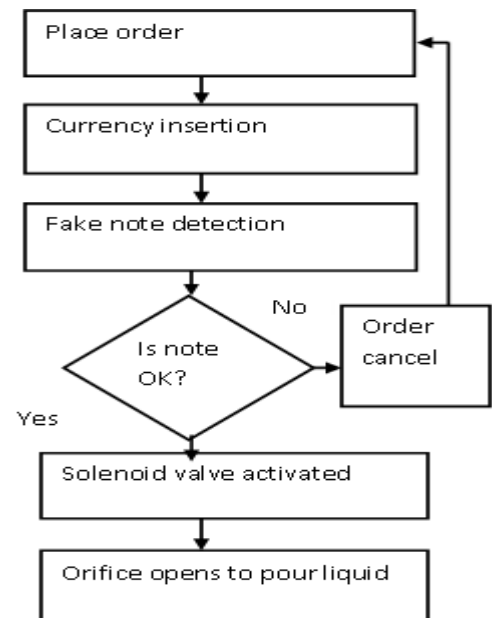 Place order
Currency insertion
Fake note detection
No
Order
cancel
Is note
OK?
Yes
Solenoid valve activated
Orifice opens to pour liquid